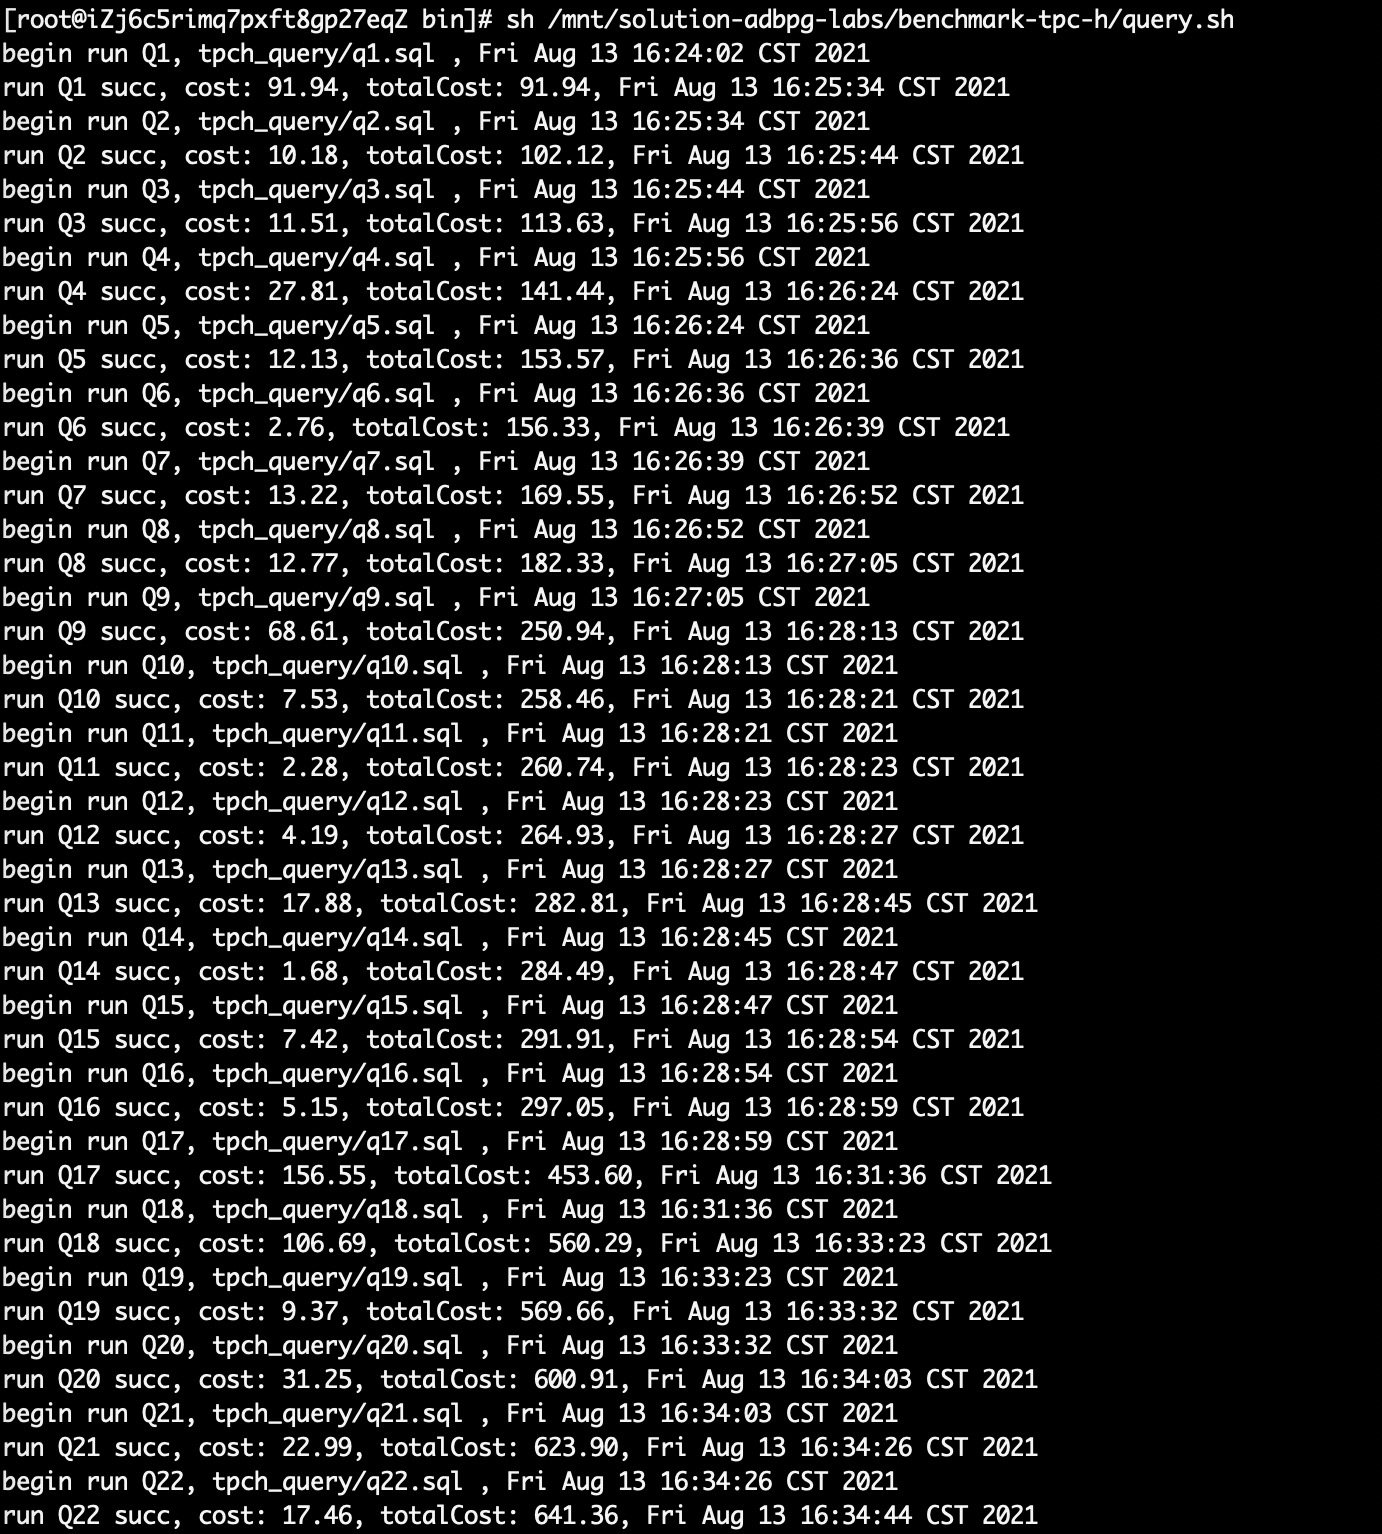 [root@iZj6c5rimq7pxft8gp27eqZ bin]# sh /mnt/solution-adbpg-labs/benchmark-tpc-h/query.sh
begin run Q1, tpch_query/q1.sql , Fri Aug 13 16:24:02 CST 2021
run Q1 succ, cost: 91.94, totalCost: 91.94, Fri Aug 13 16:25:34 CST 2021
begin run Q2, tpch_query/q2.sql , Fri Aug 13 16:25:34 CST 2021
run Q2 succ, cost: 10.18, totalCost: 102.12, Fri Aug 13 16:25:44 CST 2021
begin run Q3, tpch_query/q3.sql , Fri Aug 13 16:25:44 CST 2021
run Q3 succ, cost: 11.51, totalCost: 113.63, Fri Aug 13 16:25:56 CST 2021
begin run Q4, tpch_query/q4.sql , Fri Aug 13 16:25:56 CST 2021
run Q4 succ, cost: 27.81, totalCost: 141.44, Fri Aug 13 16:26:24 CST 2021
begin run Q5, tpch_query/q5.sql , Fri Aug 13 16:26:24 CST 2021
run Q5 succ, cost: 12.13, totalCost: 153.57, Fri Aug 13 16:26:36 CST 2021
begin run Q6, tpch_query/q6.sql , Fri Aug 13 16:26:36 CST 2021
run Q6 succ, cost: 2.76, totalCost: 156.33, Fri Aug 13 16:26:39 CST 2021
begin run Q7, tpch_query/q7.sql , Fri Aug 13 16:26:39 CST 2021
run Q7 succ, cost: 13.22, totalCost: 169.55, Fri Aug 13 16:26:52 CST 2021
begin run Q8, tpch_query/q8.sql , Fri Aug 13 16:26:52 CST 2021
run Q8 succ, cost: 12.77, totalCost: 182.33, Fri Aug 13 16:27:05 CST 2021
begin run Q9, tpch_query/q9.sql , Fri Aug 13 16:27:05 CST 2021
run Q9 succ, cost: 68.61, totalCost: 250.94, Fri Aug 13 16:28:13 CST 2021
begin run Q10, tpch_query/q10.sql , Fri Aug 13 16:28:13 CST 2021
run Q10 succ, cost: 7.53, totalCost: 258.46, Fri Aug 13 16:28:21 CST 2021
begin run Q11, tpch_query/q11.sql , Fri Aug 13 16:28:21 CST 2021
run Q11 succ, cost: 2.28, totalCost: 260.74, Fri Aug 13 16:28:23 CST 2021
begin run Q12, tpch_query/q12.sql , Fri Aug 13 16:28:23 CST 2021
run Q12 succ, cost: 4.19, totalCost: 264.93, Fri Aug 13 16:28:27 CST 2021
begin run Q13, tpch_query/q13.sql , Fri Aug 13 16:28:27 CST 2021
run Q13 succ, cost: 17.88, totalCost: 282.81, Fri Aug 13 16:28:45 CST 2021
begin run Q14, tpch_query/q14.sql , Fri Aug 13 16:28:45 CST 2021
run Q14 succ, cost: 1.68, totalCost: 284.49, Fri Aug 13 16:28:47 CST 2021
begin run Q15, tpch_query/q15.sql , Fri Aug 13 16:28:47 CST 2021
run Q15 succ, cost: 7.42, totalCost: 291.91, Fri Aug 13 16:28:54 CST 2021
begin run Q16, tpch_query/q16.sql , Fri Aug 13 16:28:54 CST 2021
run Q16 succ, cost: 5.15, totalCost: 297.05, Fri Aug 13 16:28:59 CST 2021
begin run Q17, tpch_query/q17.sql , Fri Aug 13 16:28:59 CST 2021
run Q17 succ, cost: 156.55, totalCost: 453.60, Fri Aug 13 16:31:36 CST 2021
begin run Q18, tpch_query/q18.sql , Fri Aug 13 16:31:36 CST 2021
run Q18 succ, cost: 106.69, totalCost: 560.29, Fri Aug 13 16:33:23 CST 2021
begin run Q19, tpch_query/q19.sql , Fri Aug 13 16:33:23 CST 2021
run Q19 succ, cost: 9.37, totalCost: 569.66, Fri Aug 13 16:33:32 CST 2021
begin run Q20, tpch_query/q20.sql , Fri Aug 13 16:33:32 CST 2021
run Q20 succ, cost: 31.25, totalCost: 600.91, Fri Aug 13 16:34:03 CST 2021
begin run Q21, tpch_query/q21.sql , Fri Aug 13 16:34:03 CST 2021
run Q21 succ, cost: 22.99, totalCost: 623.90, Fri Aug 13 16:34:26 CST 2021
begin run Q22, tpch_query/q22.sql , Fri Aug 13 16:34:26 CST 2021
run Q22 succ, cost: 17.46, totalCost: 641.36, Fri Aug 13 16:34:44 CST 2021